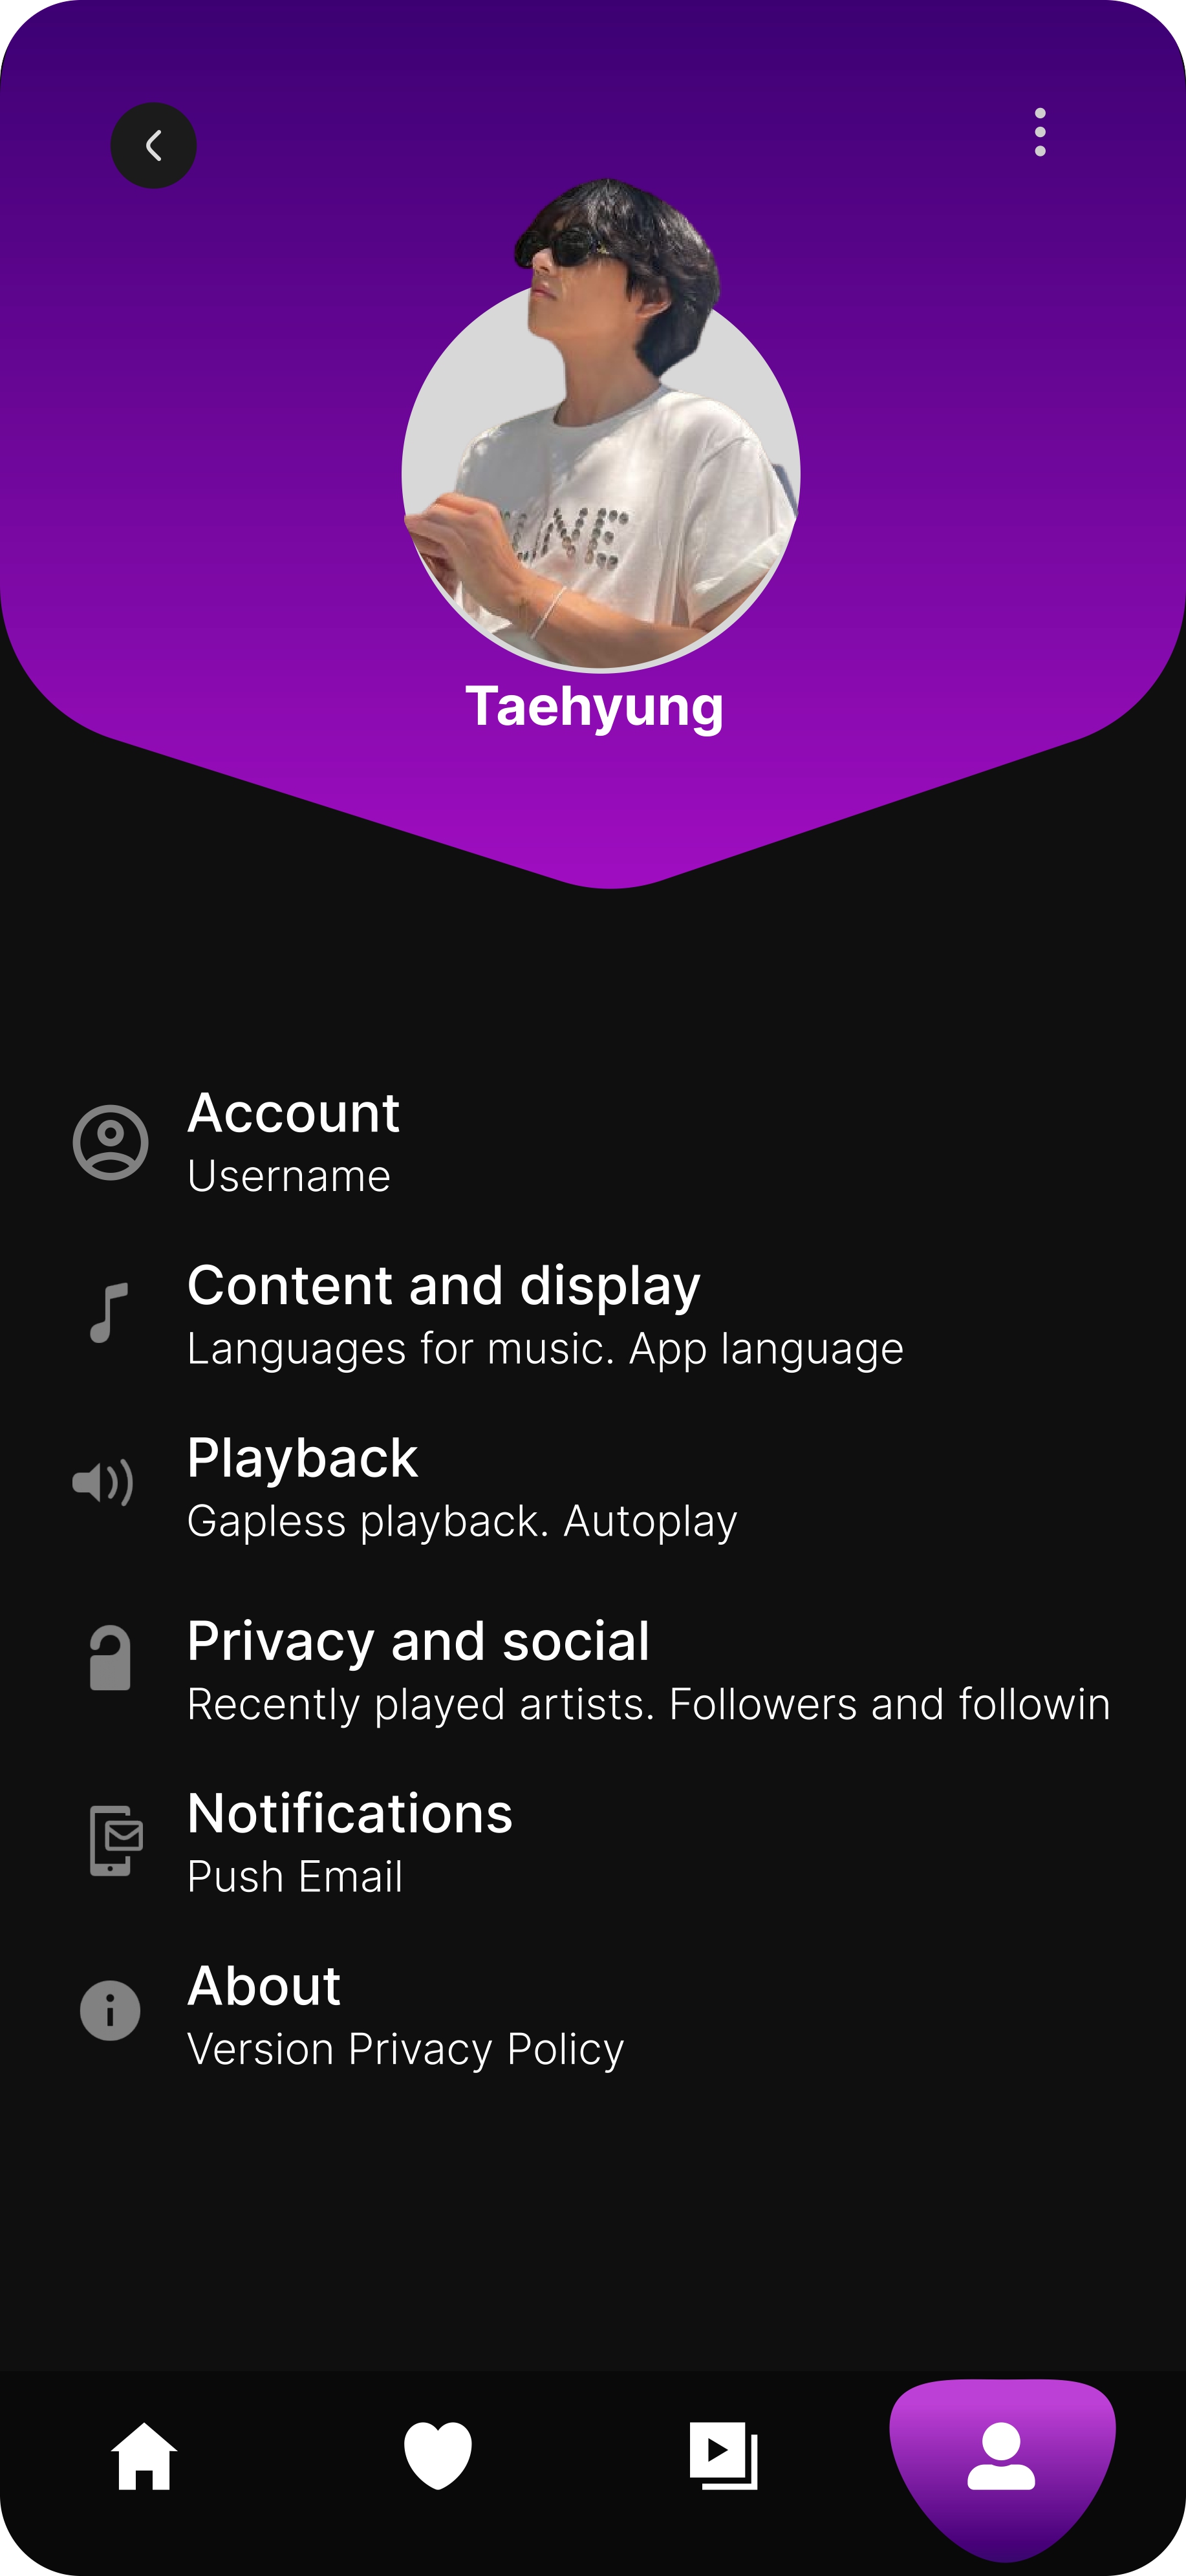 Taehyung
Account
Username
Content and display
Languages for music. App language
Playback
Gapless playback. Autoplay
Privacy and social
Recently played artists. Followers and followin
Notifications
Push Email
About
Version Privacy Policy